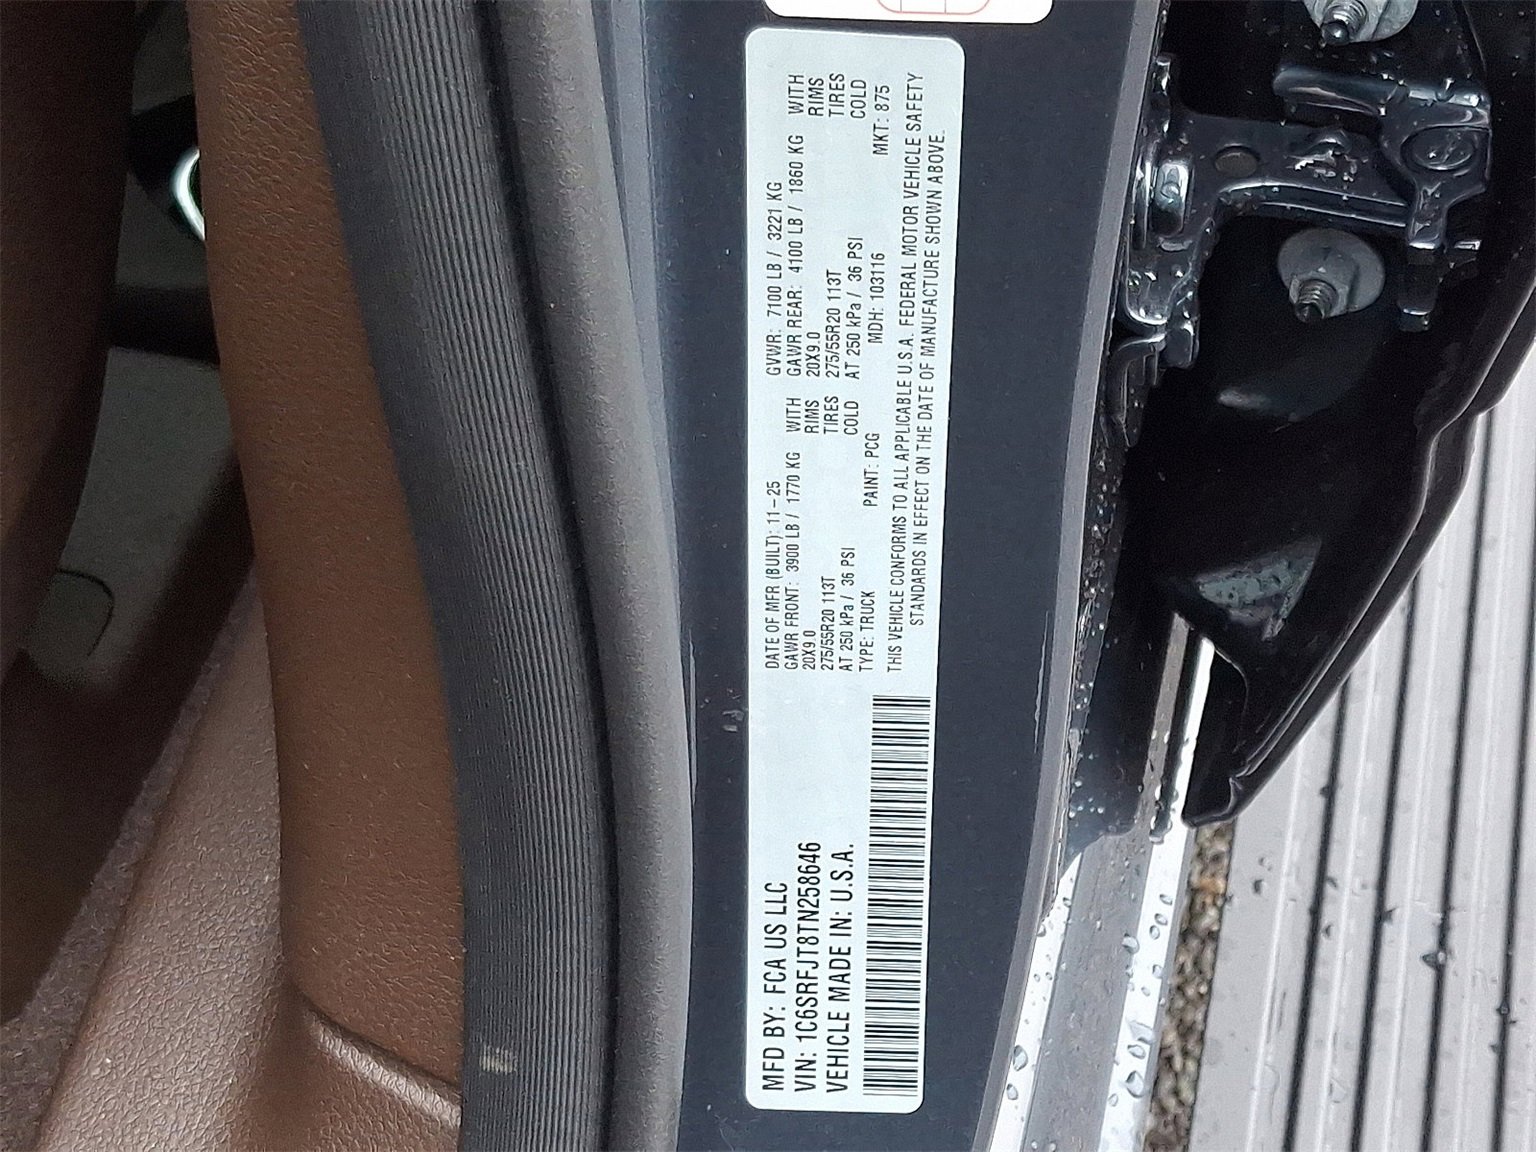 MFD BY: FCA US LLC
VIN: 1C6SRFJT8TN258646
VEHICLE MADE IN: U.S.A.
DATE OF MFR (BUILT): 11-25 GVWR: 7100 LB / 3221 KG
GAWR FRONT: 3900 LB / 1770 KG WITH GAWR REAR: 4100 LB / 1860 KG WITH
20X9.0 RIMS 20X9.0 RIMS
275/55R20 113T TIRES 275/55R20 113T TIRES
AT 250 kPa / 36 PSI COLD AT 250 kPa / 36 PSI COLD
TYPE: TRUCK PAINT: PCG MDH: 103116 MKT: 875
THIS VEHICLE CONFORMS TO ALL APPLICABLE U.S.A. FEDERAL MOTOR VEHICLE SAFETY
STANDARDS IN EFFECT ON THE DATE OF MANUFACTURE SHOWN ABOVE.